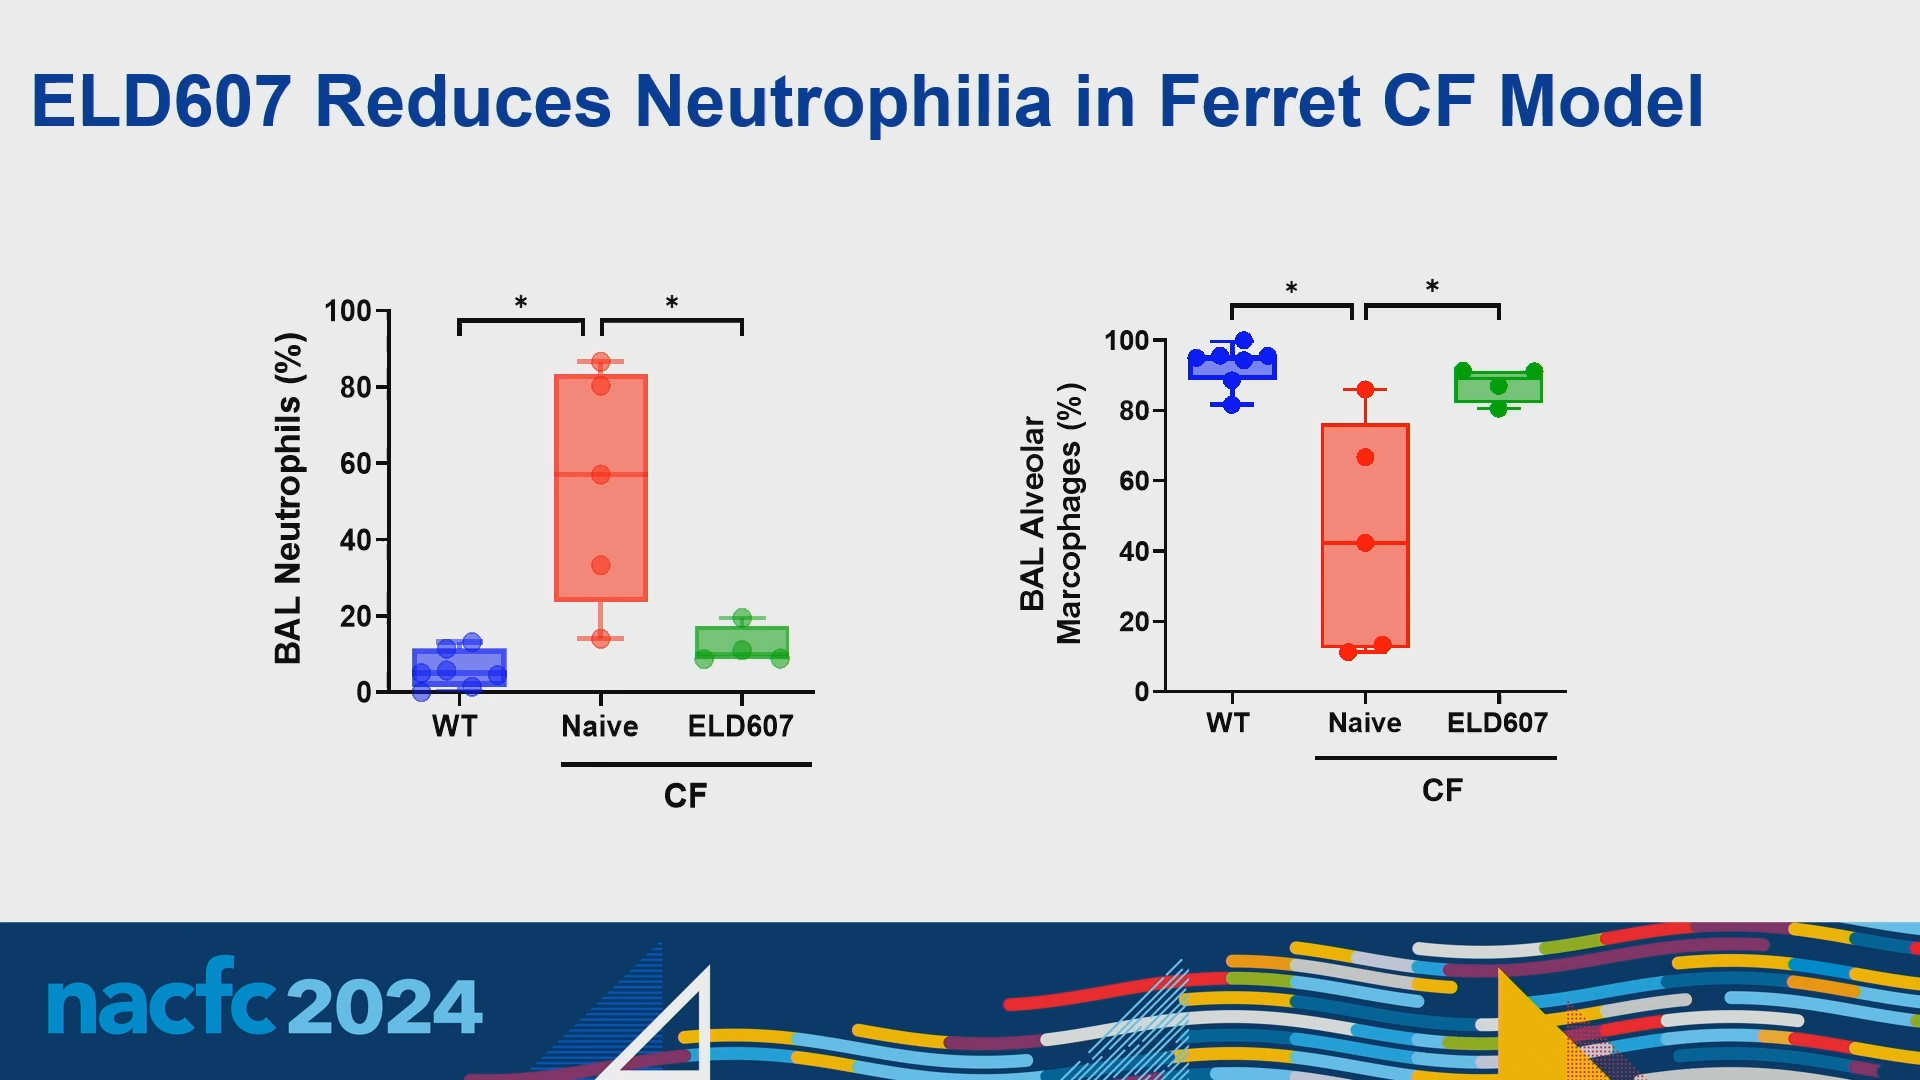 ELD607 Reduces Neutrophilia in Ferret CF Model
BAL Neutrophils (%)
100
80
60
40
20
0
*
*
WT
Naive
ELD607
CF
BAL Alveolar
Marcophages (%)
100
80
60
40
20
0
*
*
WT
Naive
ELD607
CF
nacfc 2024